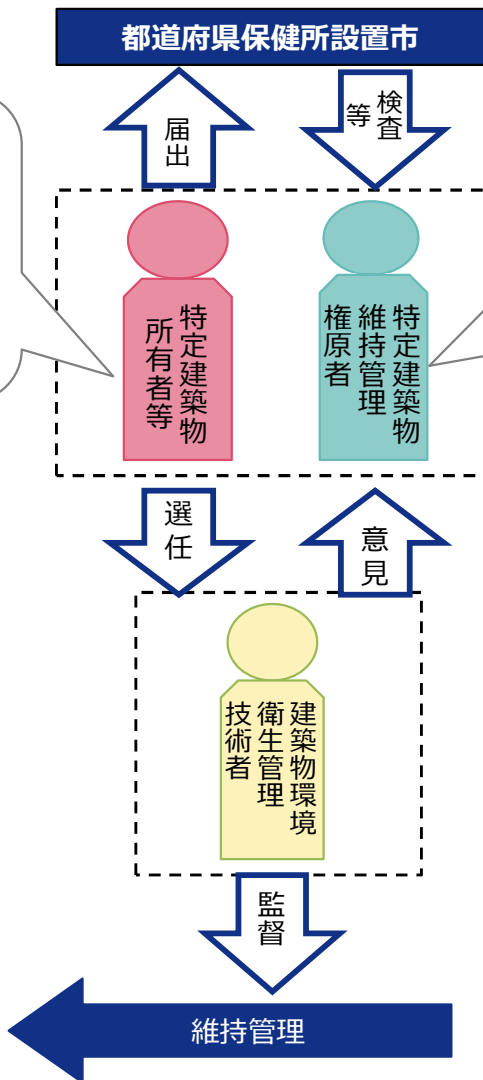 都道府県保健所設置市
届出
検査
等
特定建築物
所有者等
特定建築物
維持管理
権原者
選任
意見
建築物環境
衛生管理
技術者
監督
維持管理